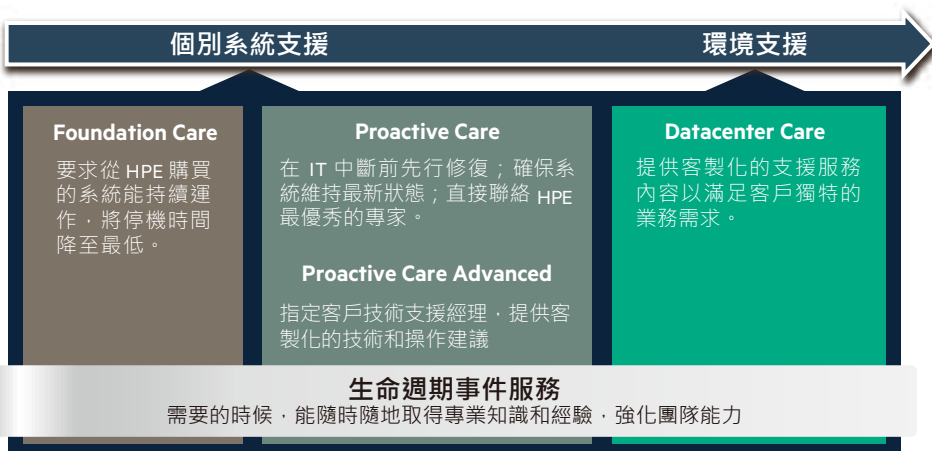 個別系統支援
環境支援
Foundation Care
要求從 HPE 購買
的系統能持續運
作，將停機時間
降至最低。
Proactive Care
在 IT 中斷前先行修復；確保系
統維持最新狀態；直接聯絡 HPE
最優秀的專家。
Proactive Care Advanced
指定客戶技術支援經理，提供客
製化的技術和操作建議
Datacenter Care
提供客製化的支援服務
內容以滿足客戶獨特的
業務需求。
生命週期事件服務
需要的時候，能隨時隨地取得專業知識和經驗，強化團隊能力